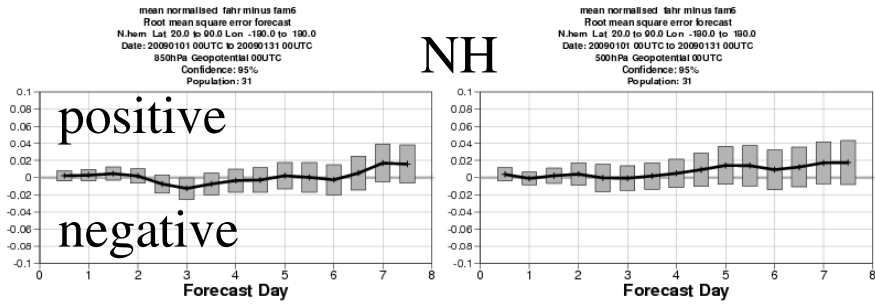 mean normalised fahr minus fam6
Root mean square error forecast
N.hem Lat 20.0 to 90.0 Lon -180.0 to 180.0
Date: 20090101 00UTC to 20090131 00UTC
850hPa Geopotential 00UTC
Confidence: 95%
Population: 31
NH
mean normalised fahr minus fam6
Root mean square error forecast
N.hem Lat 20.0 to 90.0 Lon -180.0 to 180.0
Date: 20090101 00UTC to 20090131 00UTC
500hPa Geopotential 00UTC
Confidence: 95%
Population: 31
0.1
0.08
0.06
0.04
0.02
0
-0.02
-0.04
-0.06
-0.08
-0.1
positive
negative
0 1 2 3 4 5 6 7 8
Forecast Day
0.1
0.08
0.06
0.04
0.02
0
-0.02
-0.04
-0.06
-0.08
-0.1
0 1 2 3 4 5 6 7 8
Forecast Day